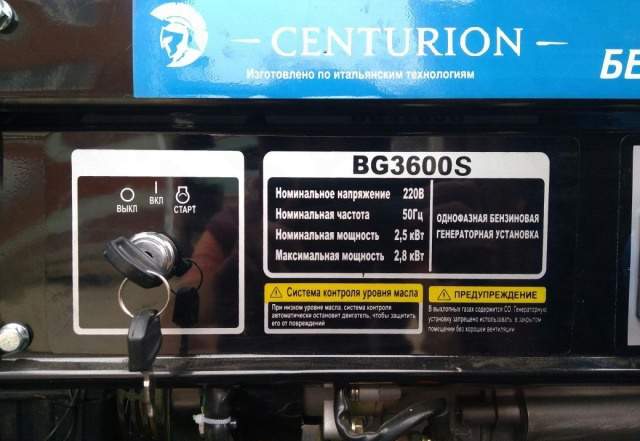 CENTURION
Изготовлено по итальянским технологиям
БЕ
ВЫКЛ
ВКЛ
СТАРТ
BG3600S
Номинальное напряжение 220В
Номинальная частота 50Гц
Номинальная мощность 2,5 кВт
Максимальная мощность 2,8 кВт
ОДНОФАЗНАЯ БЕНЗИНОВАЯ
ГЕНЕРАТОРНАЯ УСТАНОВКА
Система контроля уровня масла
При низком уровне масла, система контроля
автоматически остановит двигатель, чтобы защитить
его от повреждений
ПРЕДУПРЕЖДЕНИЕ
В выхлопных газах содержится CO. Генераторную
установку запрещено использовать в закрытом
помещении без хорошей вентиляции